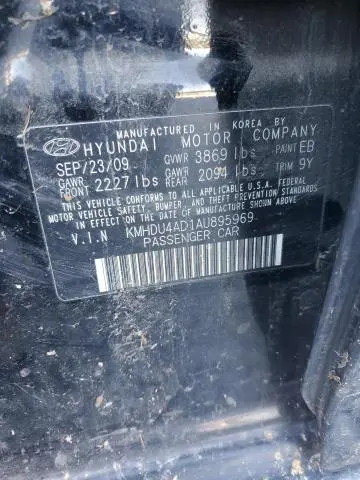 MANUFACTURED IN KOREA BY
HYUNDAI MOTOR COMPANY
SEP/23/09 GVWR 3869 lbs PAINT EB
GAWR FRONT 2227 lbs GAWR REAR 2094 lbs TRIM 9Y
THIS VEHICLE CONFORMS TO ALL APPLICABLE U.S.A. FEDERAL
MOTOR VEHICLE SAFETY, BUMPER, AND THEFT PREVENTION
STANDARDS IN EFFECT ON THE DATE OF MANUFACTURE SHOWN ABOVE.
V.I.N KMHDU4AD1AU895969
PASSENGER CAR